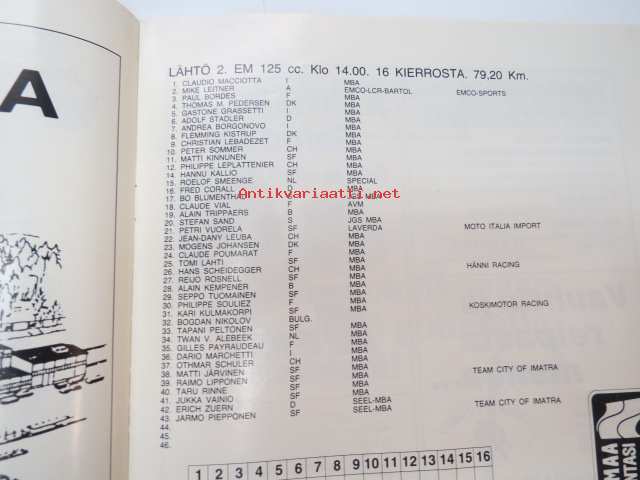 LÄHTÖ 2. EM 125 cc. Klo 14.00. 16 KIERROSTA. 79,20 Km.
1. CLAUDIO MACCIOTTA I MBA
2. MIKE LEITNER A EMCO-LCR-BARTOL EMCO-SPORTS
3. PAUL BORDES F MBA
4. THOMAS M. PEDERSEN DK MBA
5. GASTONE GRASSETTI I MBA
6. ADOLF STADLER D MBA
7. ANDREA BORGONOVO I MBA
8. FLEMMING KISTRUP DK MBA
9. CHRISTIAN LEBADEZET F MBA
10. PETER SOMMER CH MBA
11. MATTI KINNUNEN SF MBA
12. PHILIPPE LEPLATTENIER CH MBA
14. HANNU KALLIO SF MBA
15. ROELOF SMEENGE NL SPECIAL
16. FRED CORALL D MBA
17. BO BLUMENTHAL MBA
18. CLAUDE VIAL F AVM
19. ALAIN TRIPPAERS B MBA
20. STEFAN SAND S JGS MBA
21. PETRI VUORELA SF LAVERDA MOTO ITALIA IMPORT
22. JEAN-DANY LEUBA CH MBA
23. MOGENS JOHANSEN DK MBA
24. CLAUDE POUMARAT F MBA
25. TOMI LAHTI SF MBA HÄNNI RACING
26. HANS SCHEIDEGGER CH MBA
27. REIJO ROSNELL SF MBA
28. ALAIN KEMPENER B MBA
29. SEPPO TUOMAINEN SF MBA
30. PHILIPPE SOULIEZ F MBA KOSKIMOTOR RACING
31. KARI KULMAKORPI SF MBA
32. BOGDAN NIKOLOV BULG.
33. TAPANI PELTONEN SF MBA
34. TWAN V. ALEBEEK NL MBA
35. GILLES PAYRAUDEAU F MBA
36. DARIO MARCHETTI I MBA
37. OTHMAR SCHULER CH MBA
38. MATTI JÄRVINEN SF MBA TEAM CITY OF IMATRA
39. RAIMO LIPPONEN SF MBA
40. TARU RINNE SF MBA
41. JUKKA VAINIO SF SEEL-MBA TEAM CITY OF IMATRA
42. ERICH ZUERN D SEEL-MBA
43. JARMO PIEPPONEN SF MBA
44.
45.
46.
1 2 3 4 5 6 7 8 9 10 11 12 13 14 15 16
Antikvariaatti.net
A
MAA
NTASI